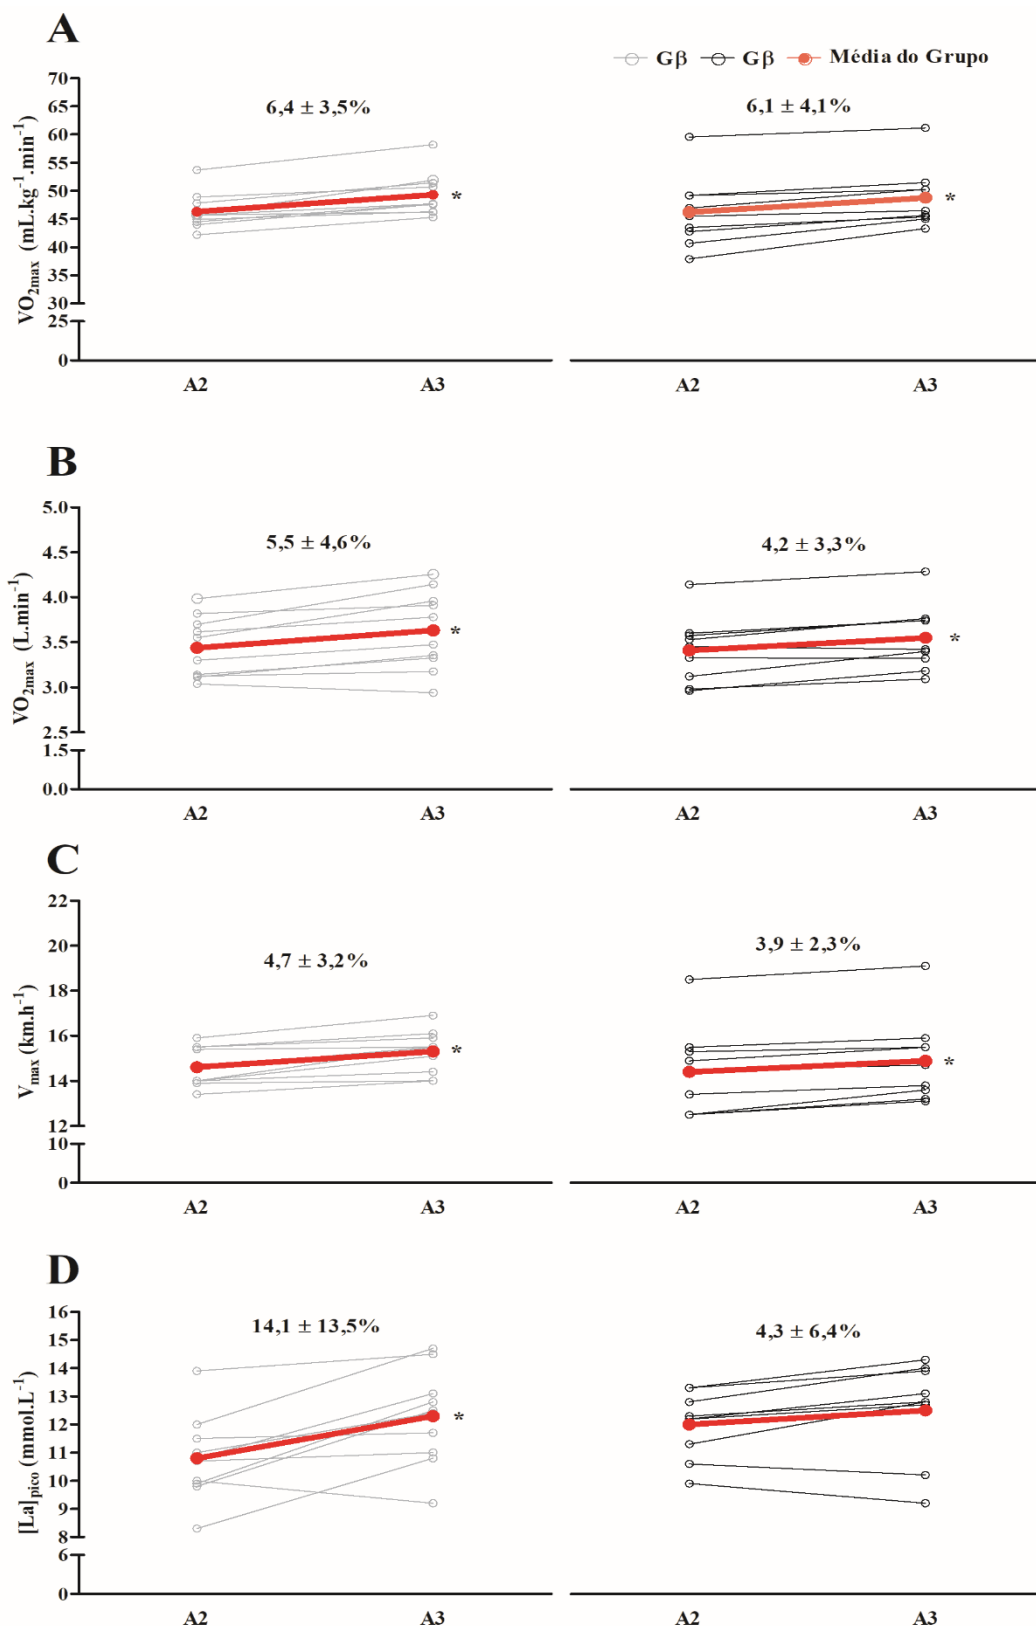 A
Gβ Gβ Média do Grupo
6,4 ± 3,5% 6,1 ± 4,1%
VO2max (mL.kg-1.min-1)
70
65
60
55
50
45
40
35
30
25
0
* *
A2 A3 A2 A3
B
5,5 ± 4,6% 4,2 ± 3,3%
VO2max (L.min-1)
5.0
4.5
4.0
3.5
3.0
2.5
1.5
0.0
* *
A2 A3 A2 A3
C
4,7 ± 3,2% 3,9 ± 2,3%
Vmax (km.h-1)
22
20
18
16
14
12
10
0
* *
A2 A3 A2 A3
D
14,1 ± 13,5% 4,3 ± 6,4%
[La]pico (mmol.L-1)
16
15
14
13
12
11
10
9
8
6
0
*
A2 A3 A2 A3